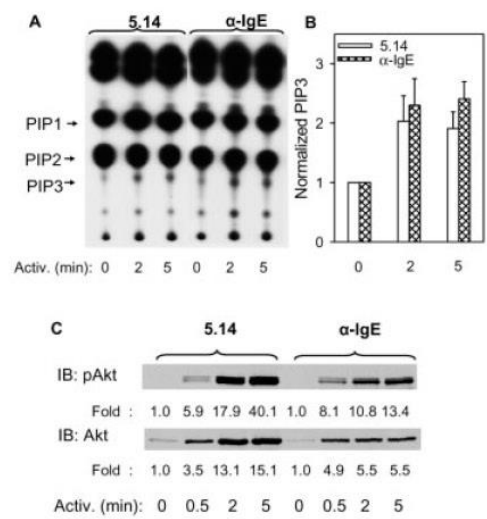 A
5.14 α-IgE
PIP1
PIP2
PIP3
Activ. (min): 0 2 5 0 2 5
B
5.14
α-IgE
Normalized PIP3
3
2
1
0
0 2 5
C
5.14 α-IgE
IB: pAkt
Fold : 1.0 5.9 17.9 40.1 1.0 8.1 10.8 13.4
IB: Akt
Fold : 1.0 3.5 13.1 15.1 1.0 4.9 5.5 5.5
Activ. (min): 0 0.5 2 5 0 0.5 2 5